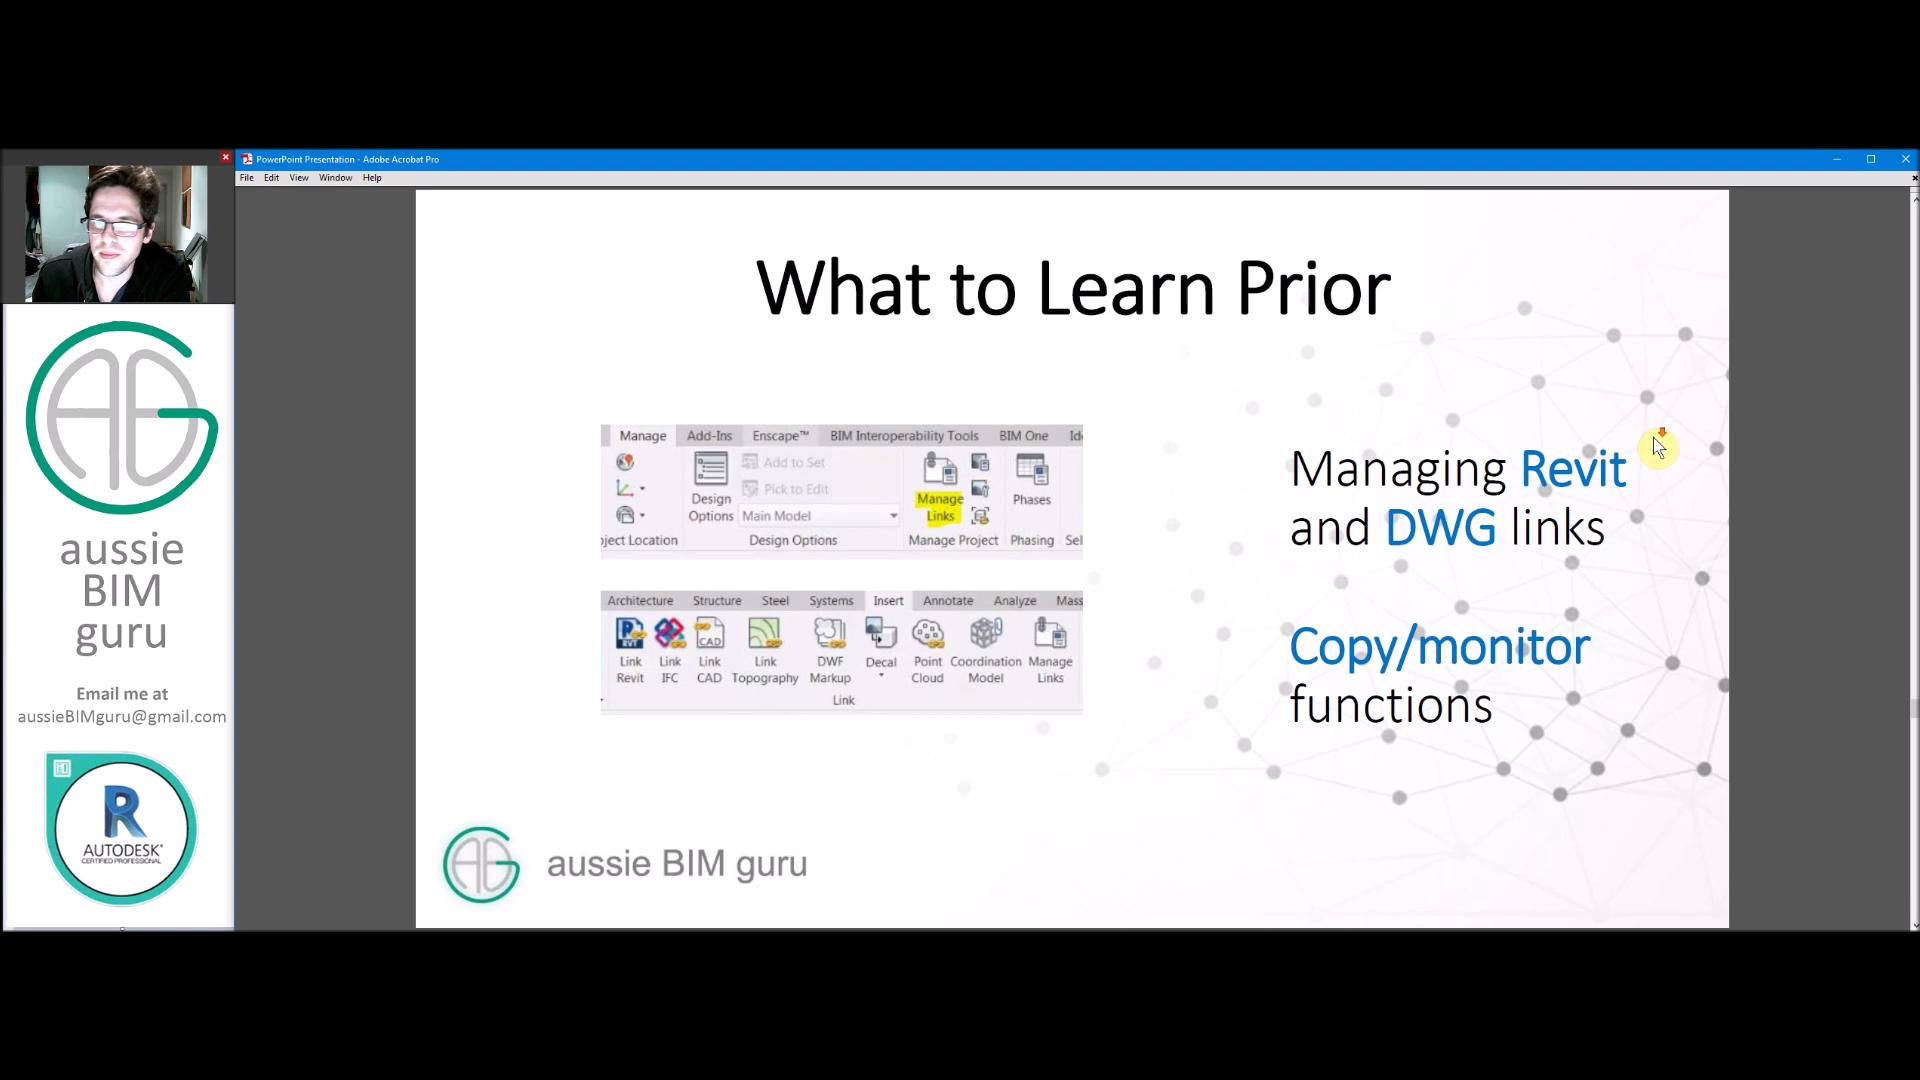 PowerPoint Presentation - Adobe Acrobat Pro
File Edit View Window Help
What to Learn Prior
Manage Add-Ins Enscape™ BIM Interoperability Tools BIM One Id
Add to Set
Pick to Edit
Design
Options
Main Model
Manage
Links
Phases
ject Location Design Options Manage Project Phasing Sel
Architecture Structure Steel Systems Insert Annotate Analyze Mass
CAD
Link
Revit
Link
IFC
Link
CAD
Link
Topography
DWF
Markup
Decal
Point
Cloud
Coordination
Model
Manage
Links
Link
Managing Revit
and DWG links
Copy/monitor
functions
aussie BIM guru
aussie
BIM
guru
Email me at
aussieBIMguru@gmail.com
R
AUTODESK®
CERTIFIED PROFESSIONAL